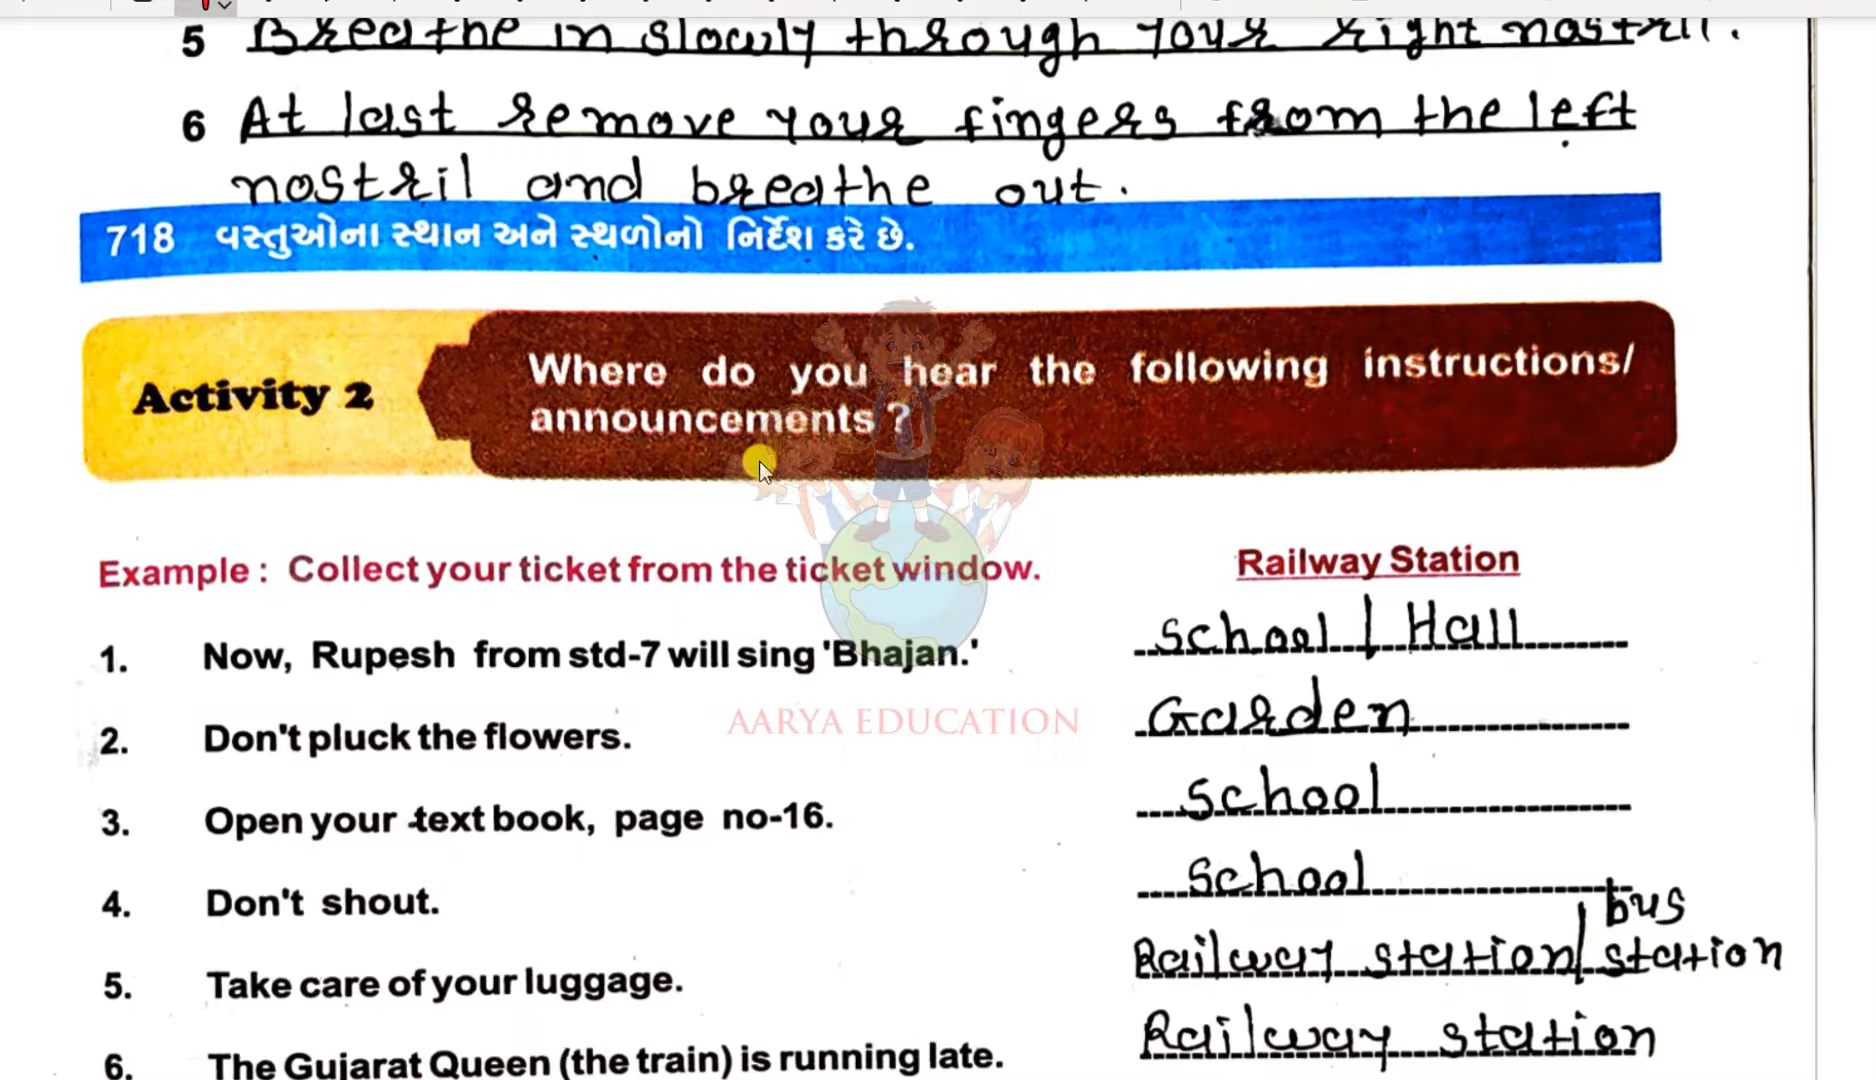 5 Breathe in slowly through your right nostril.
6 At last remove your fingers from the left
nostril and breathe out.
718 વસ્તુઓના સ્થાન અને સ્થળોનો નિર્દેશ કરે છે.
Activity 2
Where do you hear the following instructions/
announcements ?
Example : Collect your ticket from the ticket window. Railway Station
1. Now, Rupesh from std-7 will sing 'Bhajan.' School / Hall
AARYA EDUCATION
2. Don't pluck the flowers. Garden
3. Open your text book, page no-16. School
4. Don't shout. School
5. Take care of your luggage. Railway station / bus station
6. The Gujarat Queen (the train) is running late. Railway station